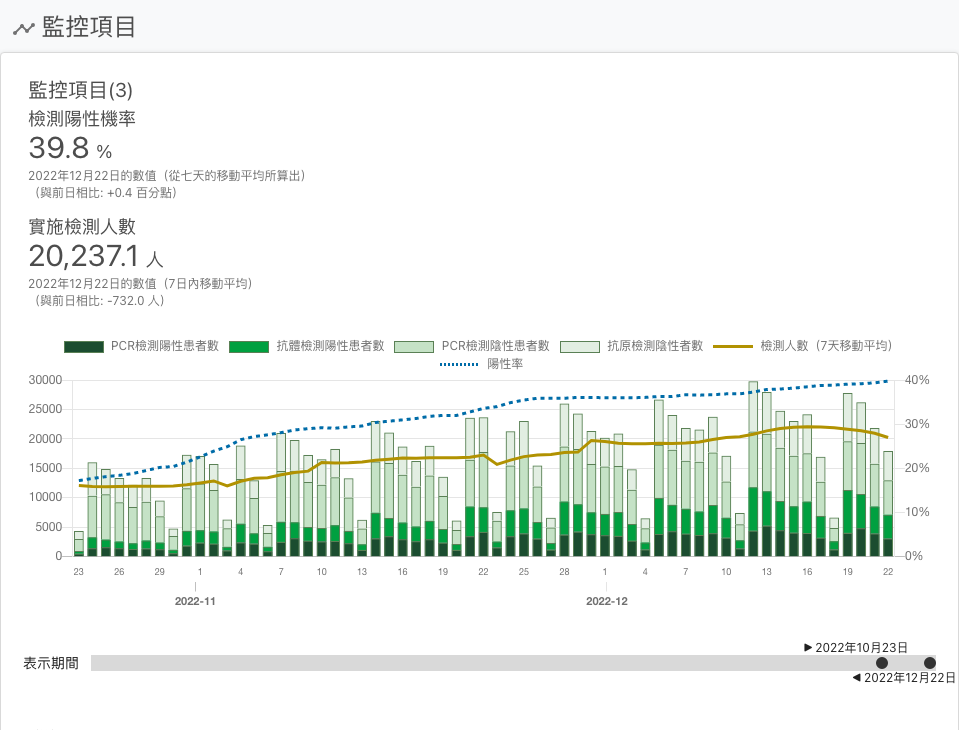 監控項目
監控項目(3)
檢測陽性機率
39.8 %
2022年12月22日的數值（從七天的移動平均所算出）
（與前日相比: +0.4 百分點）
實施檢測人數
20,237.1 人
2022年12月22日的數值（7日內移動平均）
（與前日相比: -732.0 人）
PCR檢測陽性患者數 抗體檢測陽性患者數 PCR檢測陰性患者數 抗原檢測陰性者數 檢測人數（7天移動平均）
陽性率
30000 40%
25000
20000 30%
15000 20%
10000
5000 10%
0 0%
23 26 29 1 4 7 10 13 16 19 22 25 28 1 4 7 10 13 16 19 22
2022-11 2022-12
▶ 2022年10月23日
表示期間
◀ 2022年12月22日